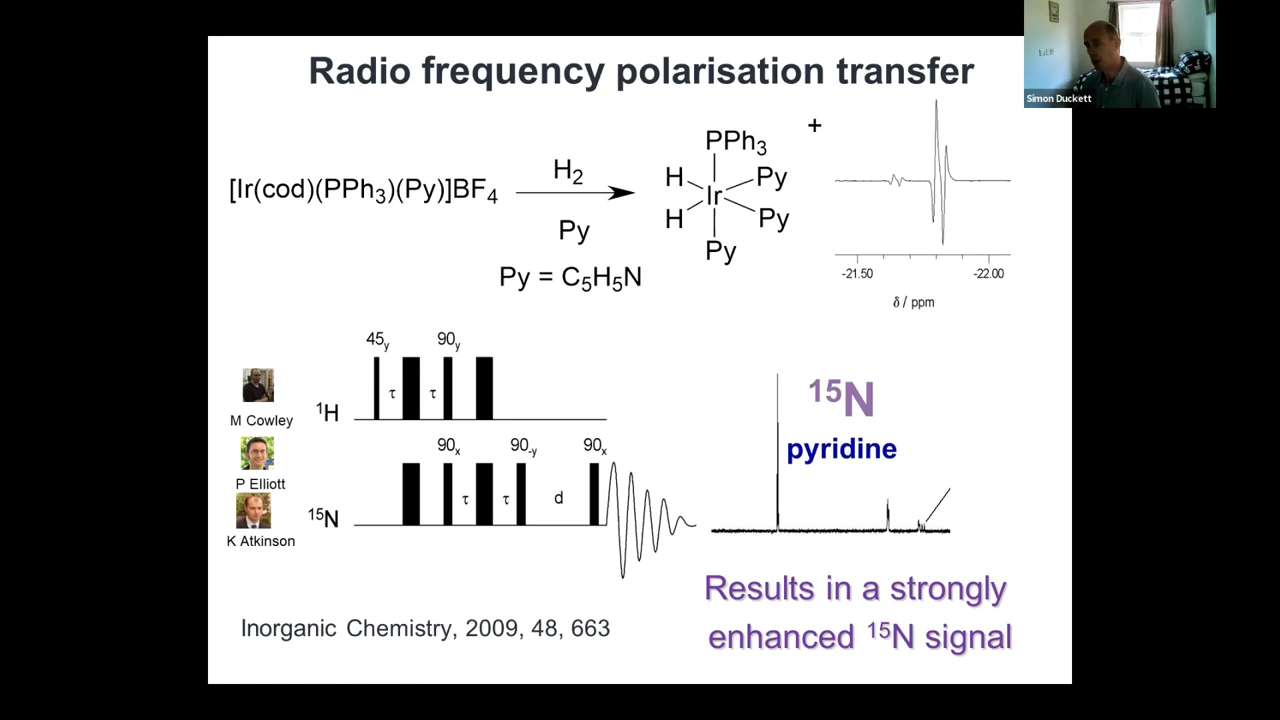 Radio frequency polarisation transfer
Simon Duckett
[Ir(cod)(PPh₃)(Py)]BF₄
H₂
Py
Py = C₅H₅N
PPh₃
+
H
Py
Ir
H
Py
Py
-21.50
-22.00
δ / ppm
45y
90y
τ
τ
¹H
M Cowley
90x
90-y
90x
τ
τ
d
¹⁵N
P Elliott
K Atkinson
¹⁵N
pyridine
Results in a strongly
enhanced ¹⁵N signal
Inorganic Chemistry, 2009, 48, 663